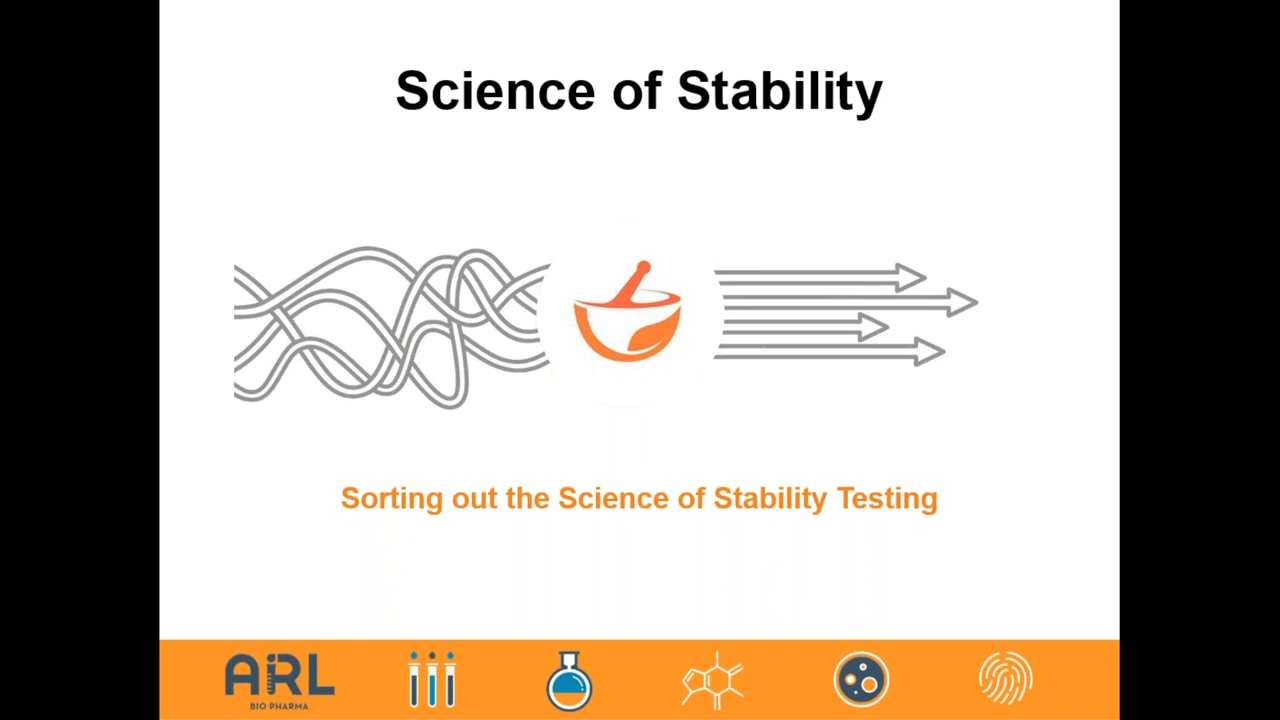 Science of Stability
Sorting out the Science of Stability Testing
ARL
BIO PHARMA